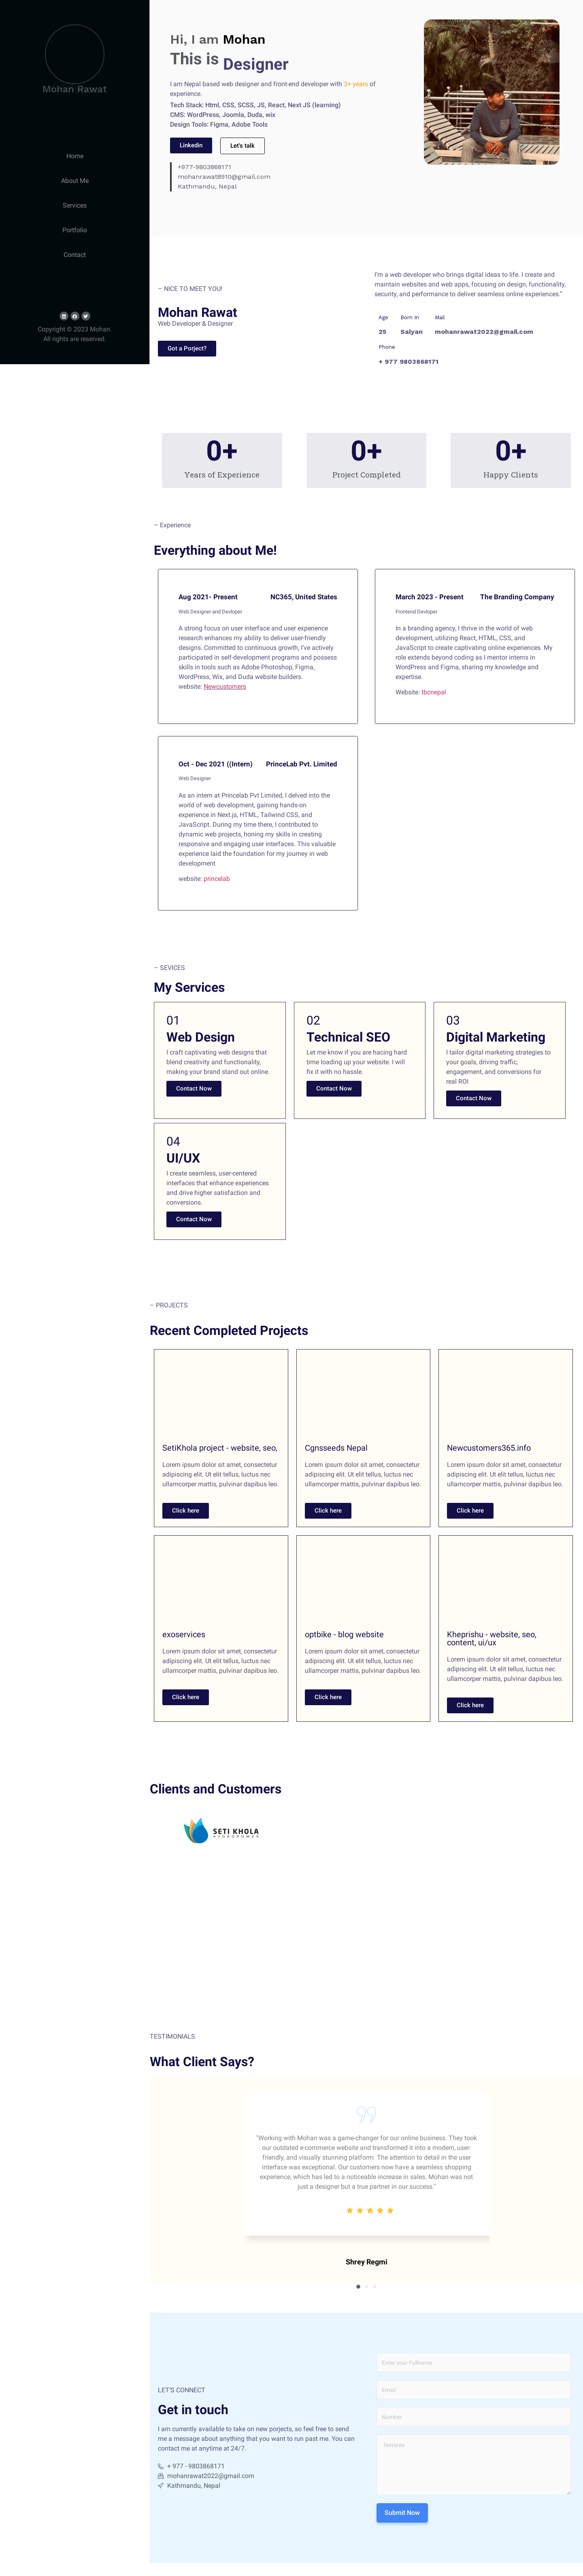 Mohan Rawat
Home
About Me
Services
Portfolio
Contact
Copyright © 2023 Mohan.
All rights are reserved.
Hi, I am Mohan
This is Designer
I am Nepal based web designer and front-end developer with 3+ years of
experience.
Tech Stack: Html, CSS, SCSS, JS, React, Next JS (learning)
CMS: WordPress, Joomla, Duda, wix
Design Tools: Figma, Adobe Tools
Linkedin
Let's talk
+977-9803868171
mohanrawat8910@gmail.com
Kathmandu, Nepal
– NICE TO MEET YOU!
Mohan Rawat
Web Developer & Designer
Got a Porject?
I'm a web developer who brings digital ideas to life. I create and
maintain websites and web apps, focusing on design, functionality,
security, and performance to deliver seamless online experiences."
Age
25
Born In
Salyan
Mail
mohanrawat2022@gmail.com
Phone
+ 977 9803868171
0+
Years of Experience
0+
Project Completed
0+
Happy Clients
– Experience
Everything about Me!
Aug 2021- Present
NC365, United States
Web Designer and Devloper
A strong focus on user interface and user experience
research enhances my ability to deliver user-friendly
designs. Committed to continuous growth, I've actively
participated in self-development programs and possess
skills in tools such as Adobe Photoshop, Figma,
WordPress, Wix, and Duda website builders.
website: Newcustomers
March 2023 - Present
The Branding Company
Frontend Devloper
In a branding agency, I thrive in the world of web
development, utilizing React, HTML, CSS, and
JavaScript to create captivating online experiences. My
role extends beyond coding as I mentor interns in
WordPress and Figma, sharing my knowledge and
expertise.
Website: tbcnepal
Oct - Dec 2021 ((Intern)
PrinceLab Pvt. Limited
Web Designer
As an intern at Princelab Pvt Limited, I delved into the
world of web development, gaining hands-on
experience in Next.js, HTML, Tailwind CSS, and
JavaScript. During my time there, I contributed to
dynamic web projects, honing my skills in creating
responsive and engaging user interfaces. This valuable
experience laid the foundation for my journey in web
development
website: princelab
– SEVICES
My Services
01
Web Design
I craft captivating web designs that
blend creativity and functionality,
making your brand stand out online.
Contact Now
02
Technical SEO
Let me know if you are hacing hard
time loading up your website. I will
fix it with no hassle.
Contact Now
03
Digital Marketing
I tailor digital marketing strategies to
your goals, driving traffic,
engagement, and conversions for
real ROI
Contact Now
04
UI/UX
I create seamless, user-centered
interfaces that enhance experiences
and drive higher satisfaction and
conversions.
Contact Now
– PROJECTS
Recent Completed Projects
SetiKhola project - website, seo,
Lorem ipsum dolor sit amet, consectetur
adipiscing elit. Ut elit tellus, luctus nec
ullamcorper mattis, pulvinar dapibus leo.
Click here
Cgnsseeds Nepal
Lorem ipsum dolor sit amet, consectetur
adipiscing elit. Ut elit tellus, luctus nec
ullamcorper mattis, pulvinar dapibus leo.
Click here
Newcustomers365.info
Lorem ipsum dolor sit amet, consectetur
adipiscing elit. Ut elit tellus, luctus nec
ullamcorper mattis, pulvinar dapibus leo.
Click here
exoservices
Lorem ipsum dolor sit amet, consectetur
adipiscing elit. Ut elit tellus, luctus nec
ullamcorper mattis, pulvinar dapibus leo.
Click here
optbike - blog website
Lorem ipsum dolor sit amet, consectetur
adipiscing elit. Ut elit tellus, luctus nec
ullamcorper mattis, pulvinar dapibus leo.
Click here
Kheprishu - website, seo,
content, ui/ux
Lorem ipsum dolor sit amet, consectetur
adipiscing elit. Ut elit tellus, luctus nec
ullamcorper mattis, pulvinar dapibus leo.
Click here
Clients and Customers
SETI KHOLA
HYDROPOWER
TESTIMONIALS
What Client Says?
"Working with Mohan was a game-changer for our online business. They took
our outdated e-commerce website and transformed it into a modern, user-
friendly, and visually stunning platform. The attention to detail in the user
interface was exceptional. Our customers now have a seamless shopping
experience, which has led to a noticeable increase in sales. Mohan was not
just a designer but a true partner in our success."
Shrey Regmi
LET'S CONNECT
Get in touch
I am currently available to take on new porjects, so feel free to send
me a message about anything that you want to run past me. You can
contact me at anytime at 24/7.
+ 977 - 9803868171
mohanrawat2022@gmail.com
Kathmandu, Nepal
Enter your Fullname
Email
Number
Textarea
Submit Now